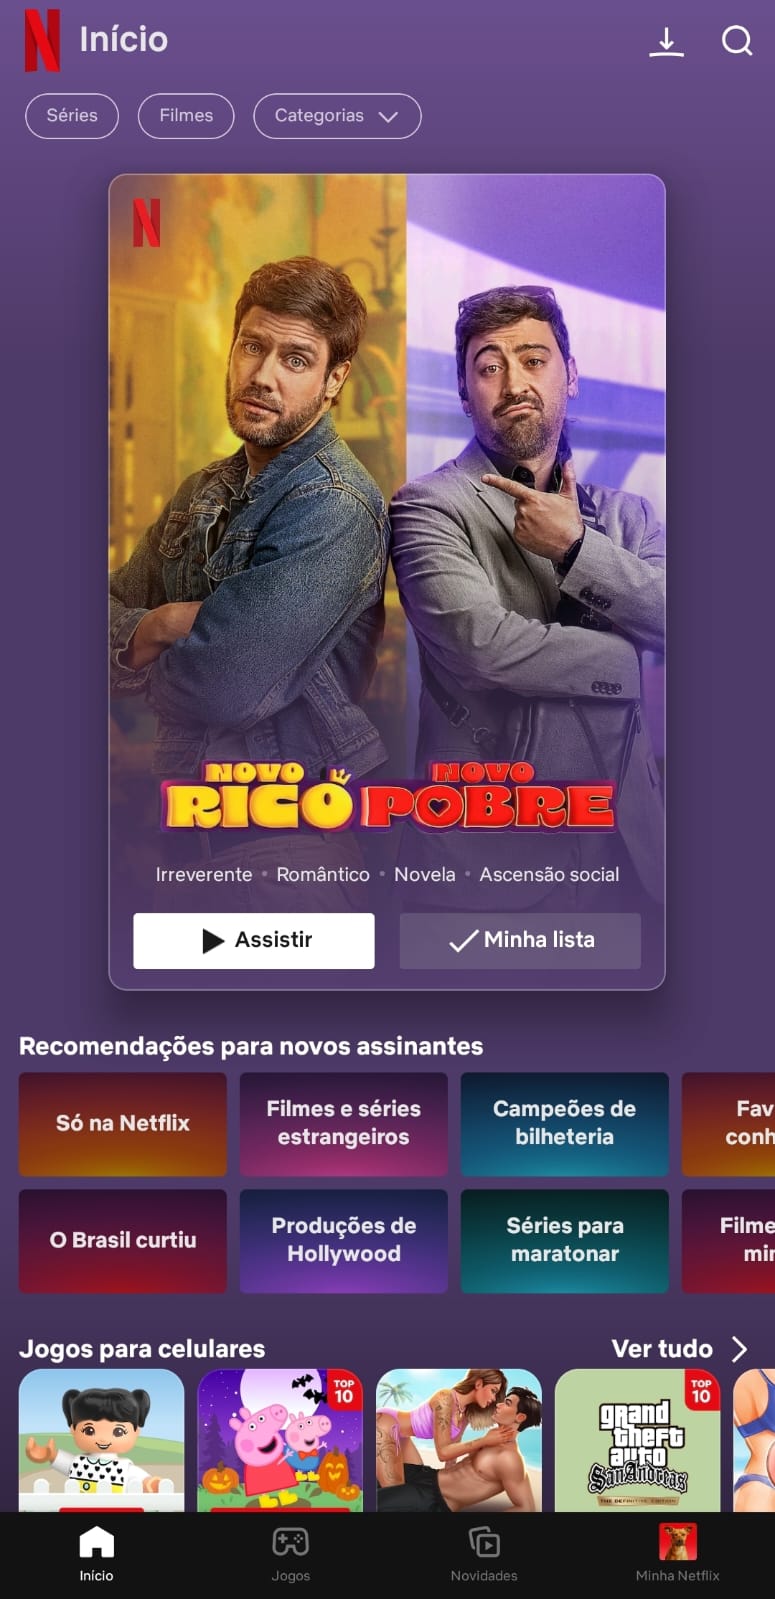 N Início
Séries Filmes Categorias
N
NOVO RICO NOVO POBRE
Irreverente • Romântico • Novela • Ascensão social
Assistir Minha lista
Recomendações para novos assinantes
Só na Netflix
Filmes e séries
estrangeiros
Campeões de
bilheteria
Fav
conh
O Brasil curtiu
Produções de
Hollywood
Séries para
maratonar
Filme
mir
Jogos para celulares Ver tudo
TOP
10
TOP
10
grand
theft
auto
San Andreas
THE DEFINITIVE EDITION
Início Jogos Novidades Minha Netflix